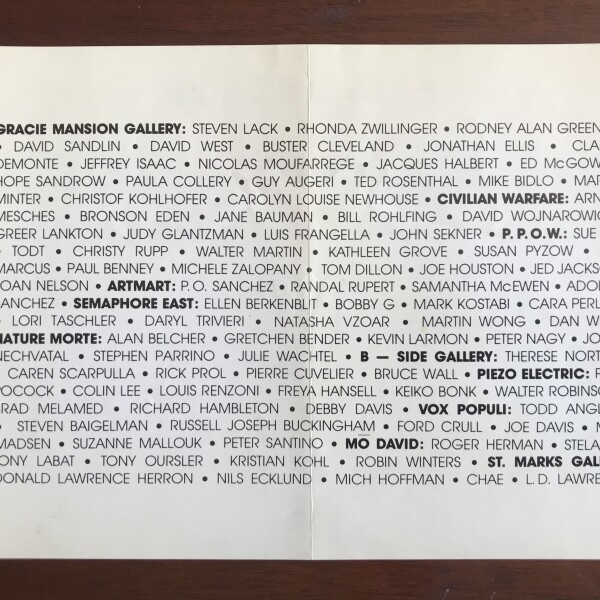 GRACIE MANSION GALLERY: STEVEN LACK • RHONDA ZWILLINGER • RODNEY ALAN GREEN
• DAVID SANDLIN • DAVID WEST • BUSTER CLEVELAND • JONATHAN ELLIS • CLA
DEMONTE • JEFFREY ISAAC • NICOLAS MOUFARREGE • JACQUES HALBERT • ED McGOW
HOPE SANDROW • PAULA COLLERY • GUY AUGERI • TED ROSENTHAL • MIKE BIDLO • MAR
MINTER • CHRISTOF KOHLHOFER • CAROLYN LOUISE NEWHOUSE • CIVILIAN WARFARE: ARN
MESCHES • BRONSON EDEN • JANE BAUMAN • BILL ROHLFING • DAVID WOJNAROWIC
GREER LANKTON • JUDY GLANTZMAN • LUIS FRANGELLA • JOHN SEKNER • P.P.O.W.: SUE
• TODT • CHRISTY RUPP • WALTER MARTIN • KATHLEEN GROVE • SUSAN PYZOW •
MARCUS • PAUL BENNEY • MICHELE ZALOPANY • TOM DILLON • JOE HOUSTON • JED JACKS
OAN NELSON • ARTMART: P.O. SANCHEZ • RANDAL RUPERT • SAMANTHA McEWEN • ADOL
SANCHEZ • SEMAPHORE EAST: ELLEN BERKENBLIT • BOBBY G • MARK KOSTABI • CARA PERL
• LORI TASCHLER • DARYL TRIVIERI • NATASHA VZOAR • MARTIN WONG • DAN W
NATURE MORTE: ALAN BELCHER • GRETCHEN BENDER • KEVIN LARMON • PETER NAGY • JO
NECHVATAL • STEPHEN PARRINO • JULIE WACHTEL • B — SIDE GALLERY: THERESE NORT
• CAREN SCARPULLA • RICK PROL • PIERRE CUVELIER • BRUCE WALL • PIEZO ELECTRIC: F
POCOCK • COLIN LEE • LOUIS RENZONI • FREYA HANSELL • KEIKO BONK • WALTER ROBINS
RAD MELAMED • RICHARD HAMBLETON • DEBBY DAVIS • VOX POPULI: TODD ANGL
• STEVEN BAIGELMAN • RUSSELL JOSEPH BUCKINGHAM • FORD CRULL • JOE DAVIS • M
MADSEN • SUZANNE MALLOUK • PETER SANTINO • MO DAVID: ROGER HERMAN • STELA
ONY LABAT • TONY OURSLER • KRISTIAN KOHL • ROBIN WINTERS • ST. MARKS GAL
DONALD LAWRENCE HERRON • NILS ECKLUND • MICH HOFFMAN • CHAE • L.D. LAWRE